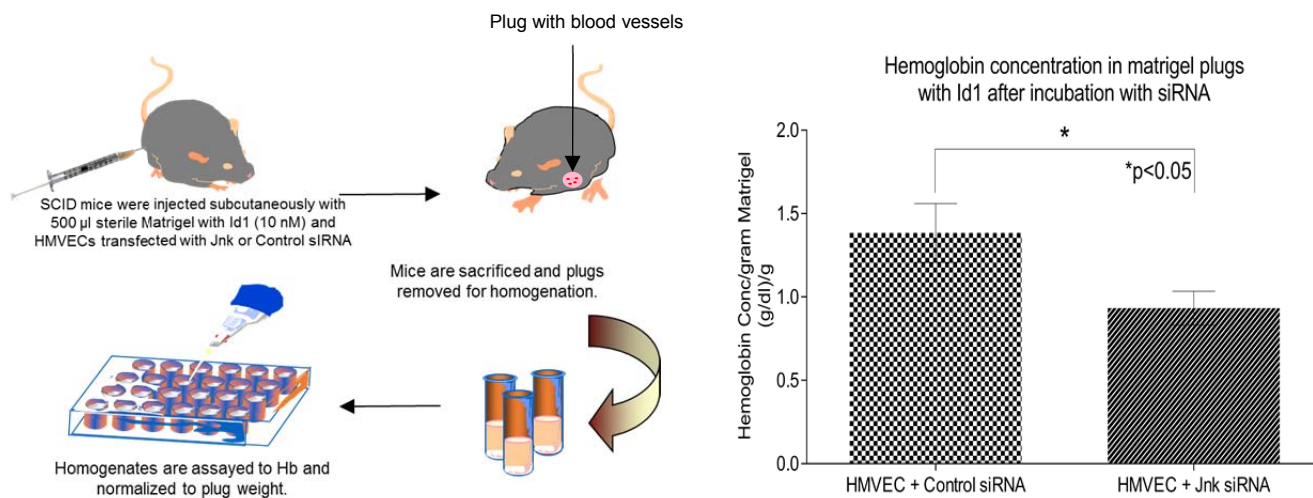 Plug with blood vessels
SCID mice were injected subcutaneously with
500 µl sterile Matrigel with Id1 (10 nM) and
HMVECs transfected with Jnk or Control sIRNA
Mice are sacrificed and plugs
removed for homogenation.
Homogenates are assayed to Hb and
normalized to plug weight.
Hemoglobin concentration in matrigel plugs
with Id1 after incubation with siRNA
Hemoglobin Conc/gram Matrigel
(g/dl)/g
2.0
1.5
1.0
0.5
0.0
*
*p<0.05
HMVEC + Control siRNA
HMVEC + Jnk siRNA